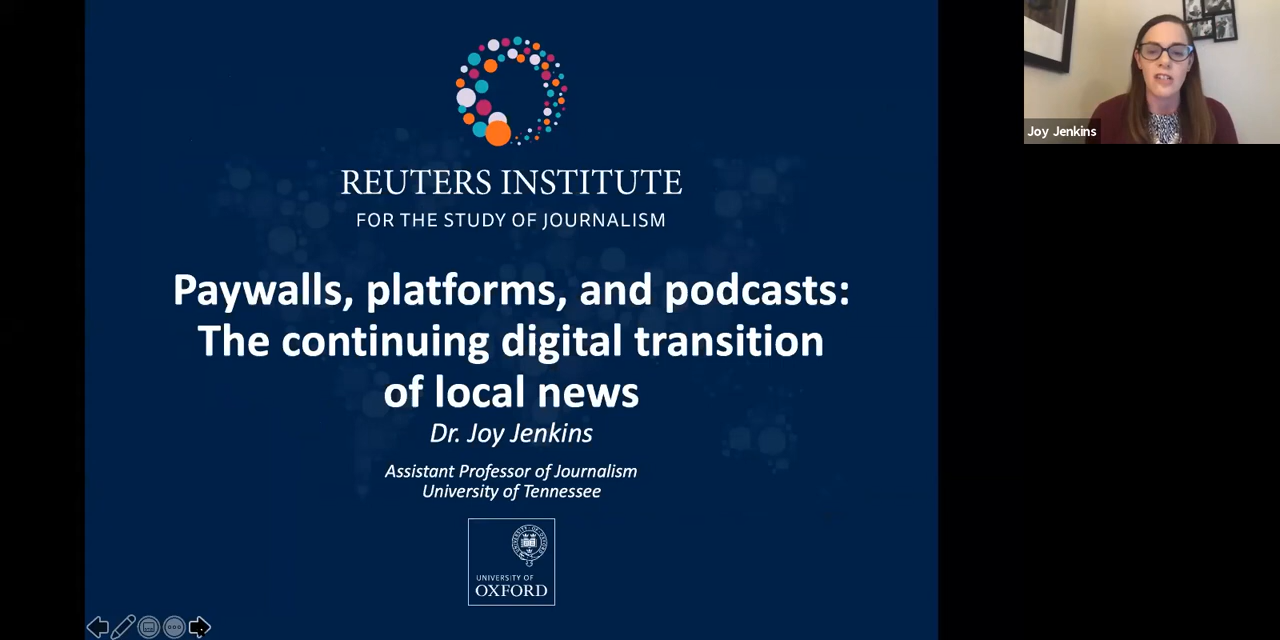 REUTERS INSTITUTE
FOR THE STUDY OF JOURNALISM
Paywalls, platforms, and podcasts:
The continuing digital transition
of local news
Dr. Joy Jenkins
Assistant Professor of Journalism
University of Tennessee
UNIVERSITY OF
OXFORD
Joy Jenkins